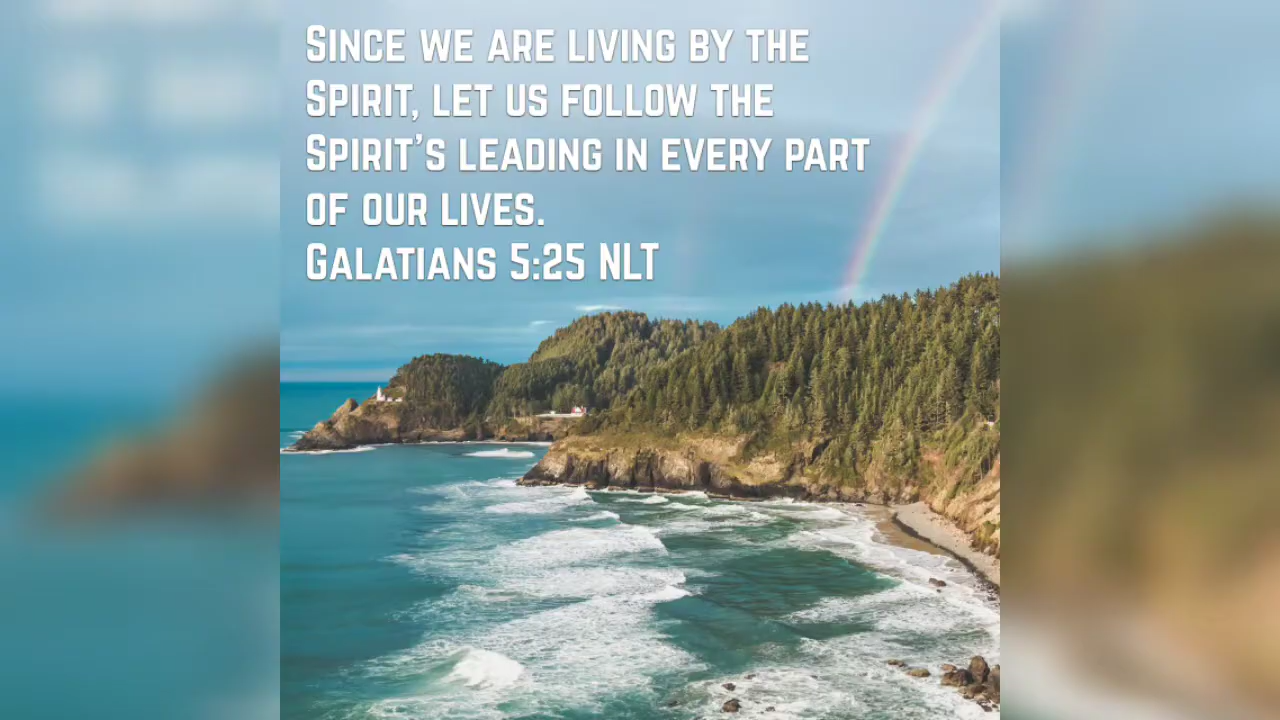 Since we are living by the
Spirit, let us follow the
Spirit's leading in every part
of our lives.
Galatians 5:25 NLT